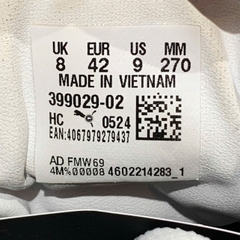 UK EUR US MM
8 42 9 270
MADE IN VIETNAM
399029-02
HC 0524
EAN:4067979279437
AD FMW69
4M%00008 4602214283_1